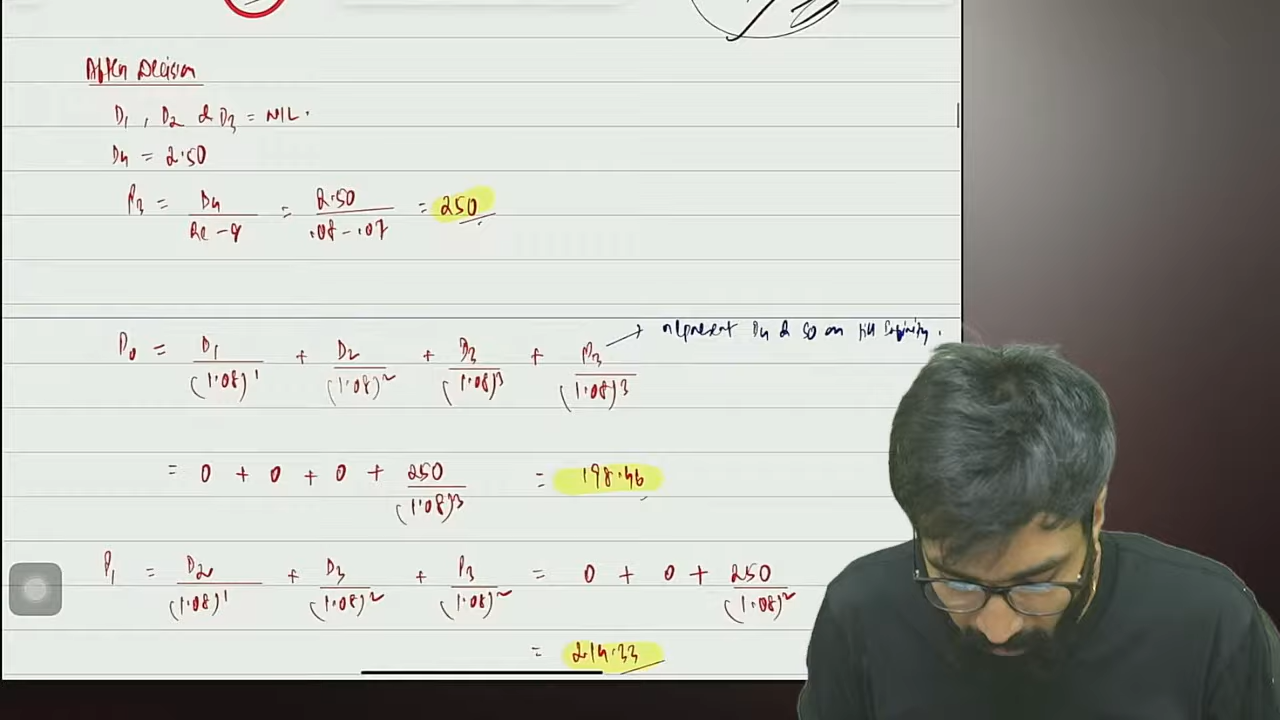 After Decision
D1, D2 & D3 = NIL.
D4 = 2.50
P3 = D4 / Re - g = 2.50 / .08 - .07 = 250
→ represent D4 & so on till Infinity.
P0 = D1 / (1.08)^1 + D2 / (1.08)^2 + D3 / (1.08)^3 + P3 / (1.08)^3
= 0 + 0 + 0 + 250 / (1.08)^3 = 198.46
P1 = D2 / (1.08)^1 + D3 / (1.08)^2 + P3 / (1.08)^2 = 0 + 0 + 250 / (1.08)^2
= 214.33